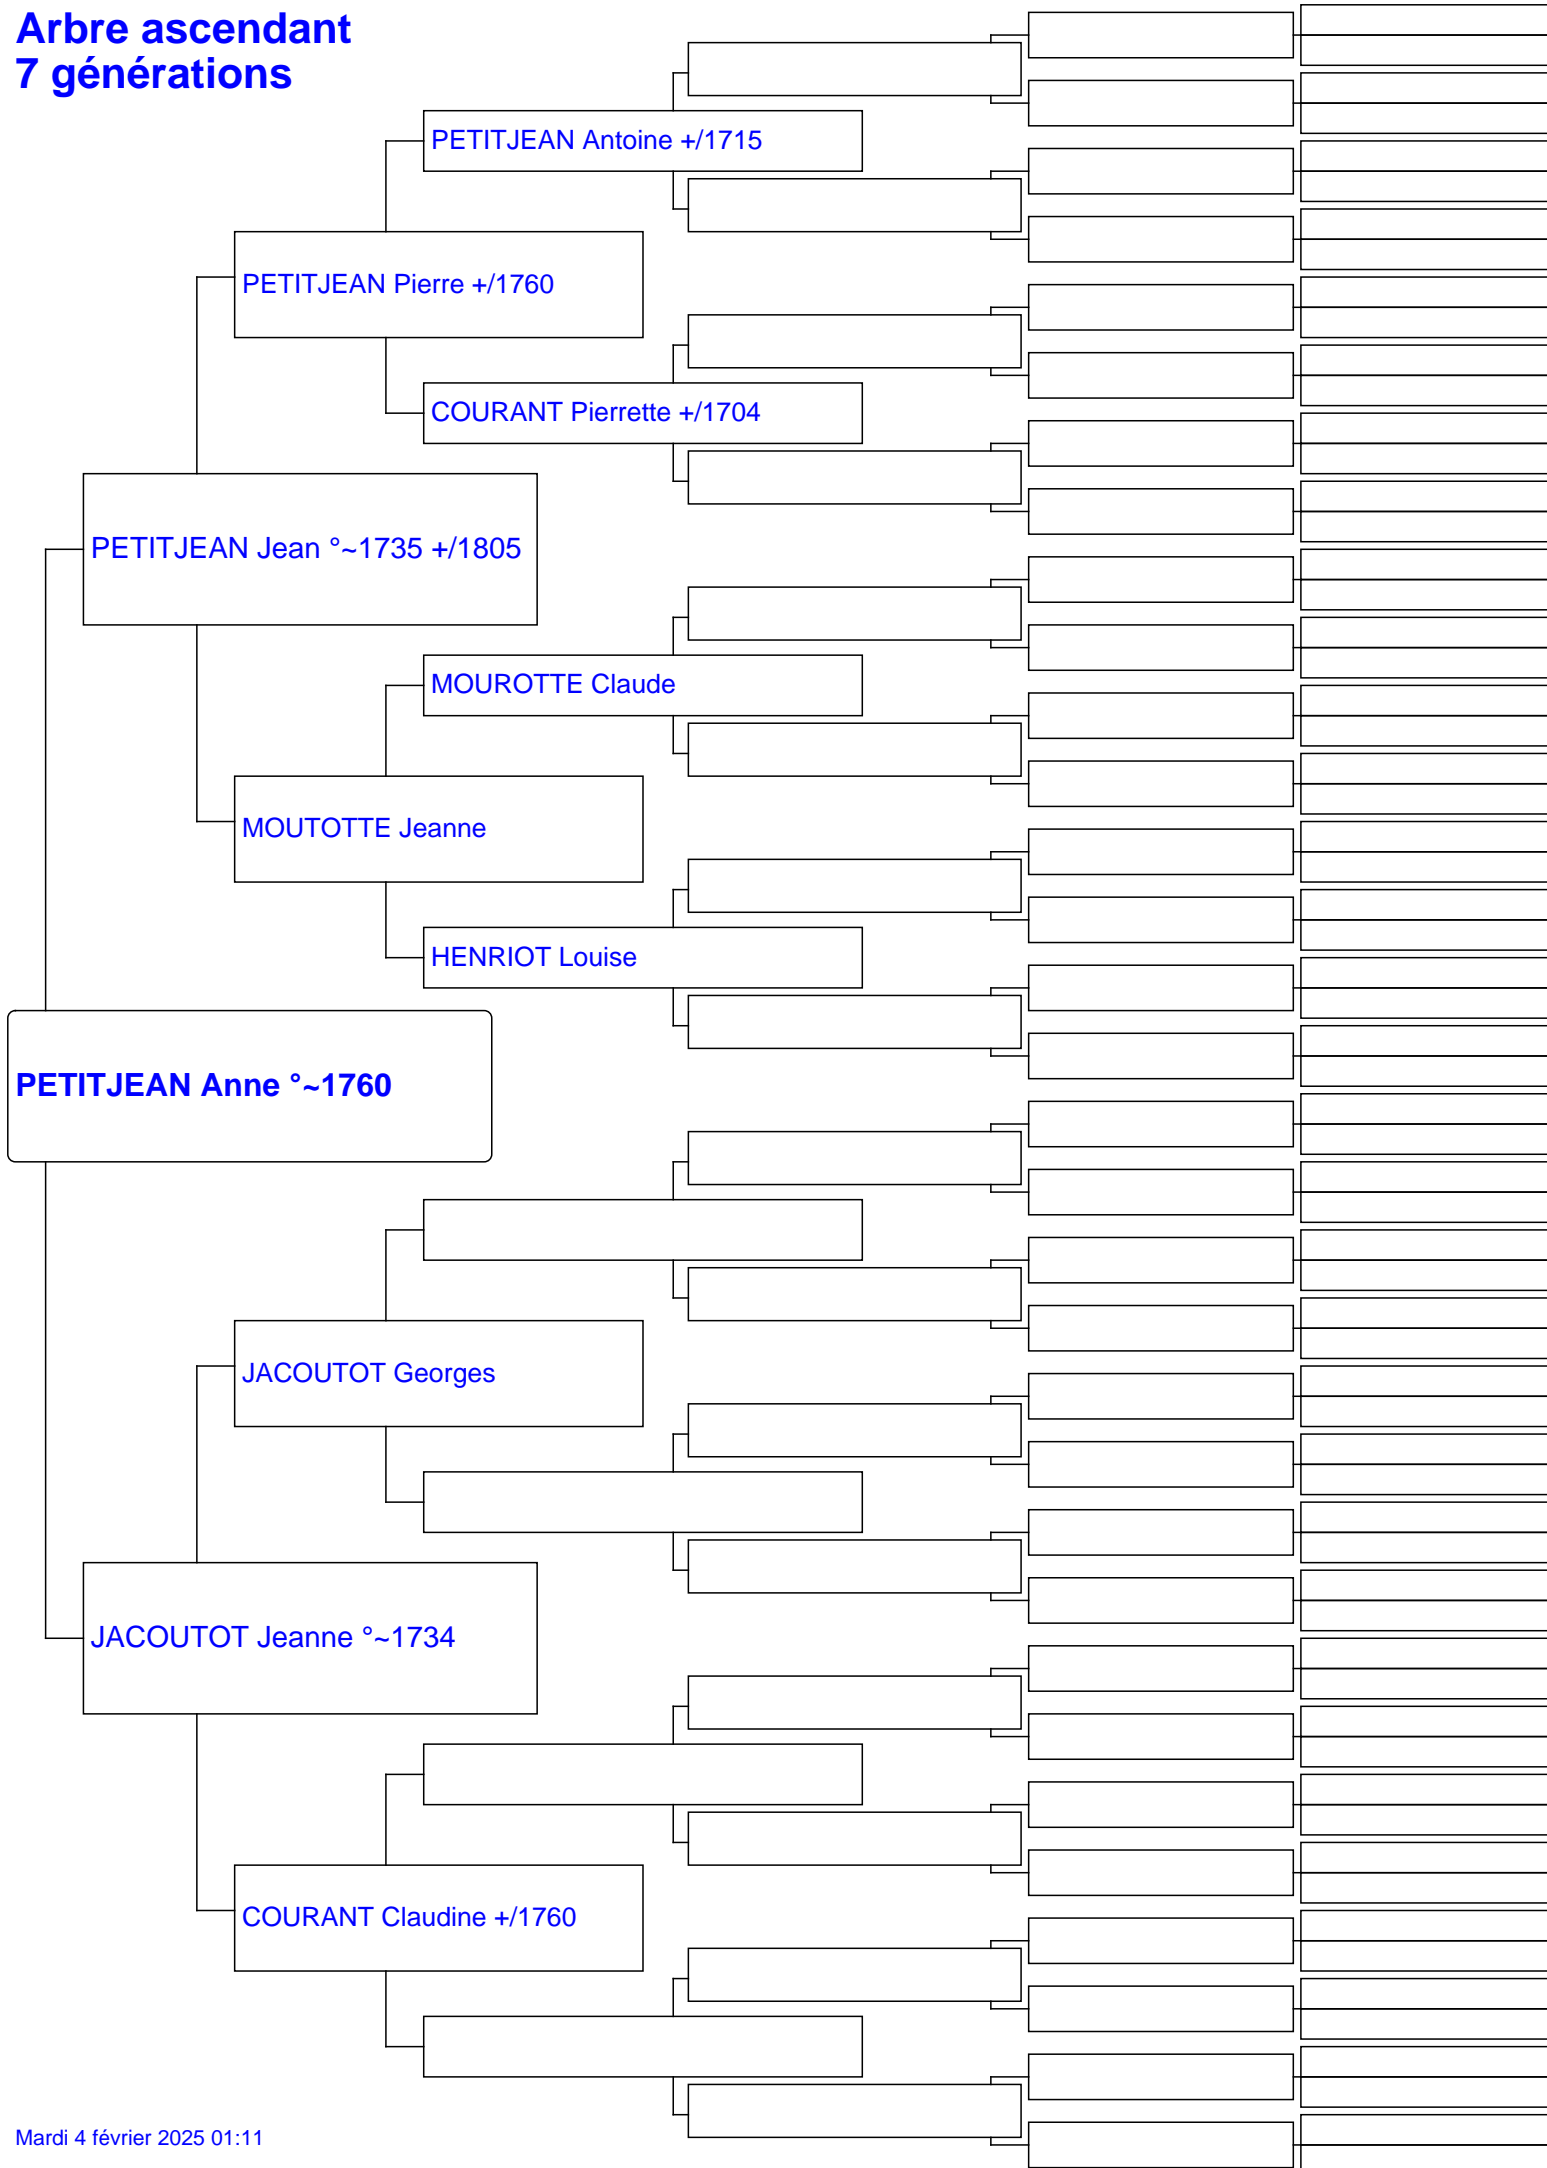 Arbre ascendant
7 générations
PETITJEAN Antoine +/1715
PETITJEAN Pierre +/1760
COURANT Pierrette +/1704
PETITJEAN Jean °~1735 +/1805
MOUROTTE Claude
MOUTOTTE Jeanne
HENRIOT Louise
PETITJEAN Anne °~1760
JACOUTOT Georges
JACOUTOT Jeanne °~1734
COURANT Claudine +/1760
Mardi 4 février 2025 01:11